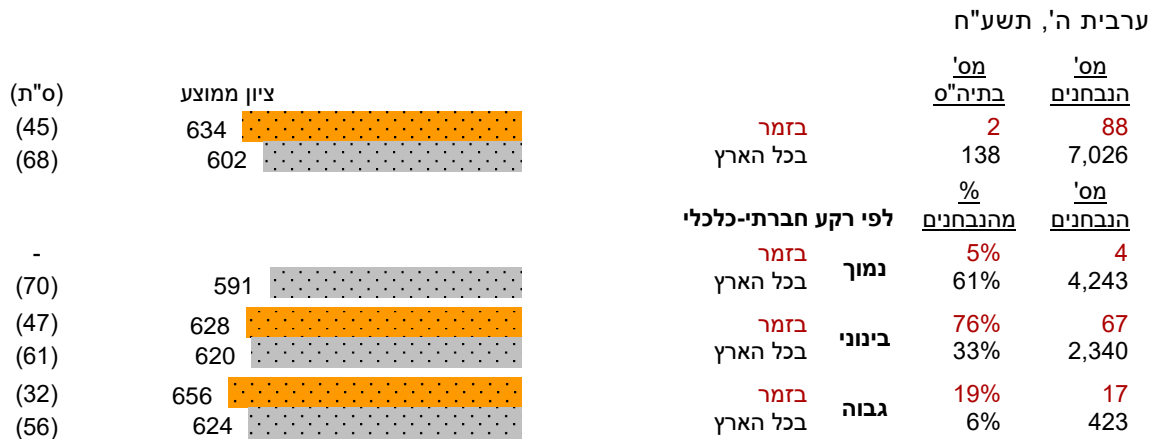 ערבית ה', תשע"ח
מס' הנבחנים מס' בתיה"ס ציון ממוצע (ס"ת)
88 2 בזמר 634 (45)
7,026 138 בכל הארץ 602 (68)
מס' הנבחנים % מהנבחנים לפי רקע חברתי-כלכלי
4 5% נמוך בזמר -
4,243 61% בכל הארץ 591 (70)
67 76% בינוני בזמר 628 (47)
2,340 33% בכל הארץ 620 (61)
17 19% גבוה בזמר 656 (32)
423 6% בכל הארץ 624 (56)